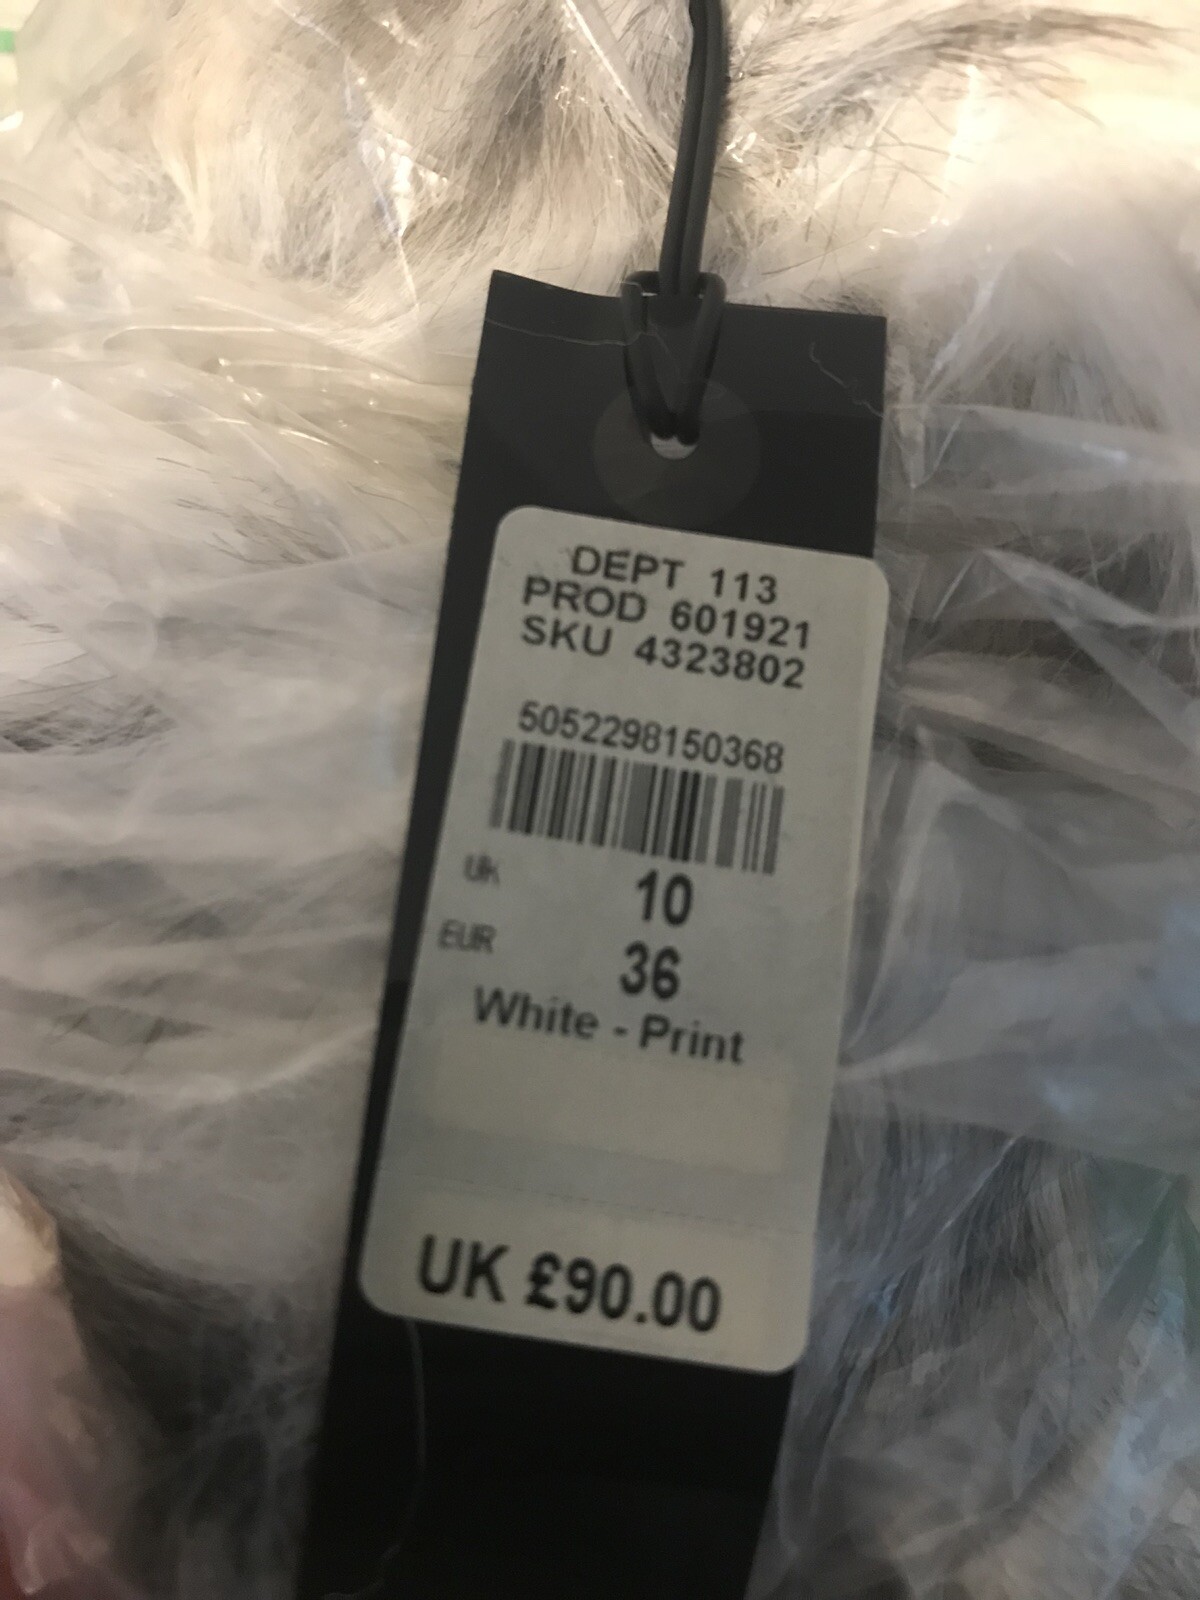 DEPT 113
PROD 601921
SKU 4323802
5052298150368
UK 10
EUR 36
White - Print
UK £90.00